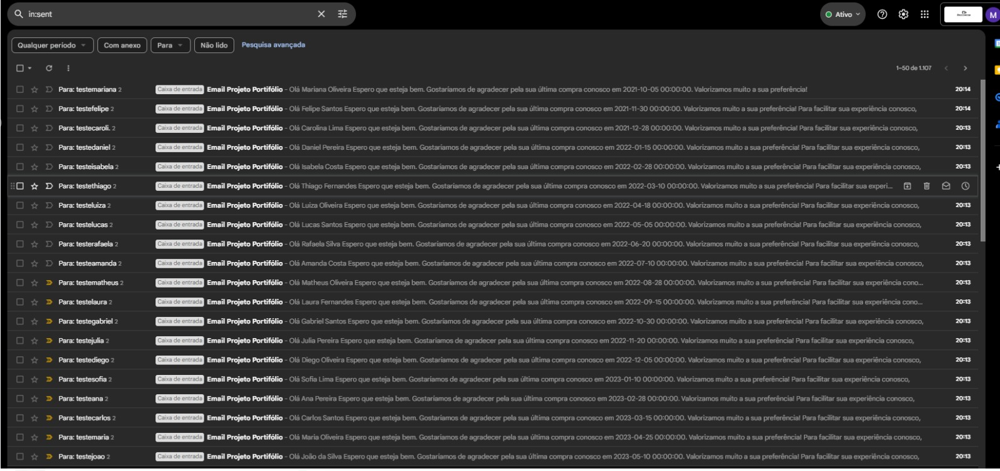 in:sent
Ativo
M
Qualquer período Com anexo Para Não lido Pesquisa avançada
1–50 de 1.107
Para: testemariana 2 Caixa de entrada Email Projeto Portifólio - Olá Mariana Oliveira Espero que esteja bem. Gostaríamos de agradecer pela sua última compra conosco em 2021-10-05 00:00:00. Valorizamos muito a sua preferência! 20:14
Para: testefelipe 2 Caixa de entrada Email Projeto Portifólio - Olá Felipe Santos Espero que esteja bem. Gostaríamos de agradecer pela sua última compra conosco em 2021-11-30 00:00:00. Valorizamos muito a sua preferência! Para facilitar sua experiência conosco, 20:14
Para: testecaroli. 2 Caixa de entrada Email Projeto Portifólio - Olá Carolina Lima Espero que esteja bem. Gostaríamos de agradecer pela sua última compra conosco em 2021-12-28 00:00:00. Valorizamos muito a sua preferência! Para facilitar sua experiência conosco, 20:13
Para: testedaniel 2 Caixa de entrada Email Projeto Portifólio - Olá Daniel Pereira Espero que esteja bem. Gostaríamos de agradecer pela sua última compra conosco em 2022-01-15 00:00:00. Valorizamos muito a sua preferência! Para facilitar sua experiência conosco, 20:13
Para: testeisabela 2 Caixa de entrada Email Projeto Portifólio - Olá Isabela Costa Espero que esteja bem. Gostaríamos de agradecer pela sua última compra conosco em 2022-02-28 00:00:00. Valorizamos muito a sua preferência! Para facilitar sua experiência conosco, 20:13
Para: testethiago 2 Caixa de entrada Email Projeto Portifólio - Olá Thiago Fernandes Espero que esteja bem. Gostaríamos de agradecer pela sua última compra conosco em 2022-03-10 00:00:00. Valorizamos muito a sua preferência! Para facilitar sua experi...
Para: testeluiza 2 Caixa de entrada Email Projeto Portifólio - Olá Luiza Oliveira Espero que esteja bem. Gostaríamos de agradecer pela sua última compra conosco em 2022-04-18 00:00:00. Valorizamos muito a sua preferência! Para facilitar sua experiência conosco, 20:13
Para: testelucas 2 Caixa de entrada Email Projeto Portifólio - Olá Lucas Santos Espero que esteja bem. Gostaríamos de agradecer pela sua última compra conosco em 2022-05-05 00:00:00. Valorizamos muito a sua preferência! Para facilitar sua experiência conosco, 20:13
Para: testerafaela 2 Caixa de entrada Email Projeto Portifólio - Olá Rafaela Silva Espero que esteja bem. Gostaríamos de agradecer pela sua última compra conosco em 2022-06-20 00:00:00. Valorizamos muito a sua preferência! Para facilitar sua experiência conosco, 20:13
Para: testeamanda 2 Caixa de entrada Email Projeto Portifólio - Olá Amanda Costa Espero que esteja bem. Gostaríamos de agradecer pela sua última compra conosco em 2022-07-10 00:00:00. Valorizamos muito a sua preferência! Para facilitar sua experiência conosco, 20:13
Para: testematheus 2 Caixa de entrada Email Projeto Portifólio - Olá Matheus Oliveira Espero que esteja bem. Gostaríamos de agradecer pela sua última compra conosco em 2022-08-28 00:00:00. Valorizamos muito a sua preferência! Para facilitar sua experiência cono... 20:13
Para: testelaura 2 Caixa de entrada Email Projeto Portifólio - Olá Laura Fernandes Espero que esteja bem. Gostaríamos de agradecer pela sua última compra conosco em 2022-09-15 00:00:00. Valorizamos muito a sua preferência! Para facilitar sua experiência cono... 20:13
Para: testegabriel 2 Caixa de entrada Email Projeto Portifólio - Olá Gabriel Santos Espero que esteja bem. Gostaríamos de agradecer pela sua última compra conosco em 2022-10-30 00:00:00. Valorizamos muito a sua preferência! Para facilitar sua experiência conosco, 20:13
Para: testejulia 2 Caixa de entrada Email Projeto Portifólio - Olá Julia Pereira Espero que esteja bem. Gostaríamos de agradecer pela sua última compra conosco em 2022-11-20 00:00:00. Valorizamos muito a sua preferência! Para facilitar sua experiência conosco, 20:13
Para: testediego 2 Caixa de entrada Email Projeto Portifólio - Olá Diego Oliveira Espero que esteja bem. Gostaríamos de agradecer pela sua última compra conosco em 2022-12-05 00:00:00. Valorizamos muito a sua preferência! Para facilitar sua experiência conosco, 20:13
Para: testesofia 2 Caixa de entrada Email Projeto Portifólio - Olá Sofia Lima Espero que esteja bem. Gostaríamos de agradecer pela sua última compra conosco em 2023-01-10 00:00:00. Valorizamos muito a sua preferência! Para facilitar sua experiência conosco, 20:13
Para: testeana 2 Caixa de entrada Email Projeto Portifólio - Olá Ana Pereira Espero que esteja bem. Gostaríamos de agradecer pela sua última compra conosco em 2023-02-28 00:00:00. Valorizamos muito a sua preferência! Para facilitar sua experiência conosco, 20:13
Para: testecarlos 2 Caixa de entrada Email Projeto Portifólio - Olá Carlos Santos Espero que esteja bem. Gostaríamos de agradecer pela sua última compra conosco em 2023-03-15 00:00:00. Valorizamos muito a sua preferência! Para facilitar sua experiência conosco, 20:13
Para: testemaria 2 Caixa de entrada Email Projeto Portifólio - Olá Maria Oliveira Espero que esteja bem. Gostaríamos de agradecer pela sua última compra conosco em 2023-04-25 00:00:00. Valorizamos muito a sua preferência! Para facilitar sua experiência conosco, 20:13
Para: testejoao 2 Caixa de entrada Email Projeto Portifólio - Olá João da Silva Espero que esteja bem. Gostaríamos de agradecer pela sua última compra conosco em 2023-05-10 00:00:00. Valorizamos muito a sua preferência! Para facilitar sua experiência conosco, 20:13